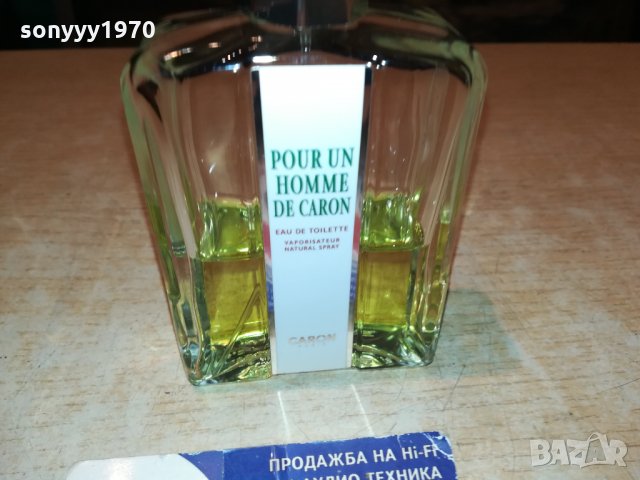 sonyyy1970
POUR UN
HOMME
DE CARON
EAU DE TOILETTE
VAPORISATEUR
NATURAL SPRAY
CARON
ПРОДАЖБА НА Hi-Fi
АУДИО ТЕХНИКА
BAZAR